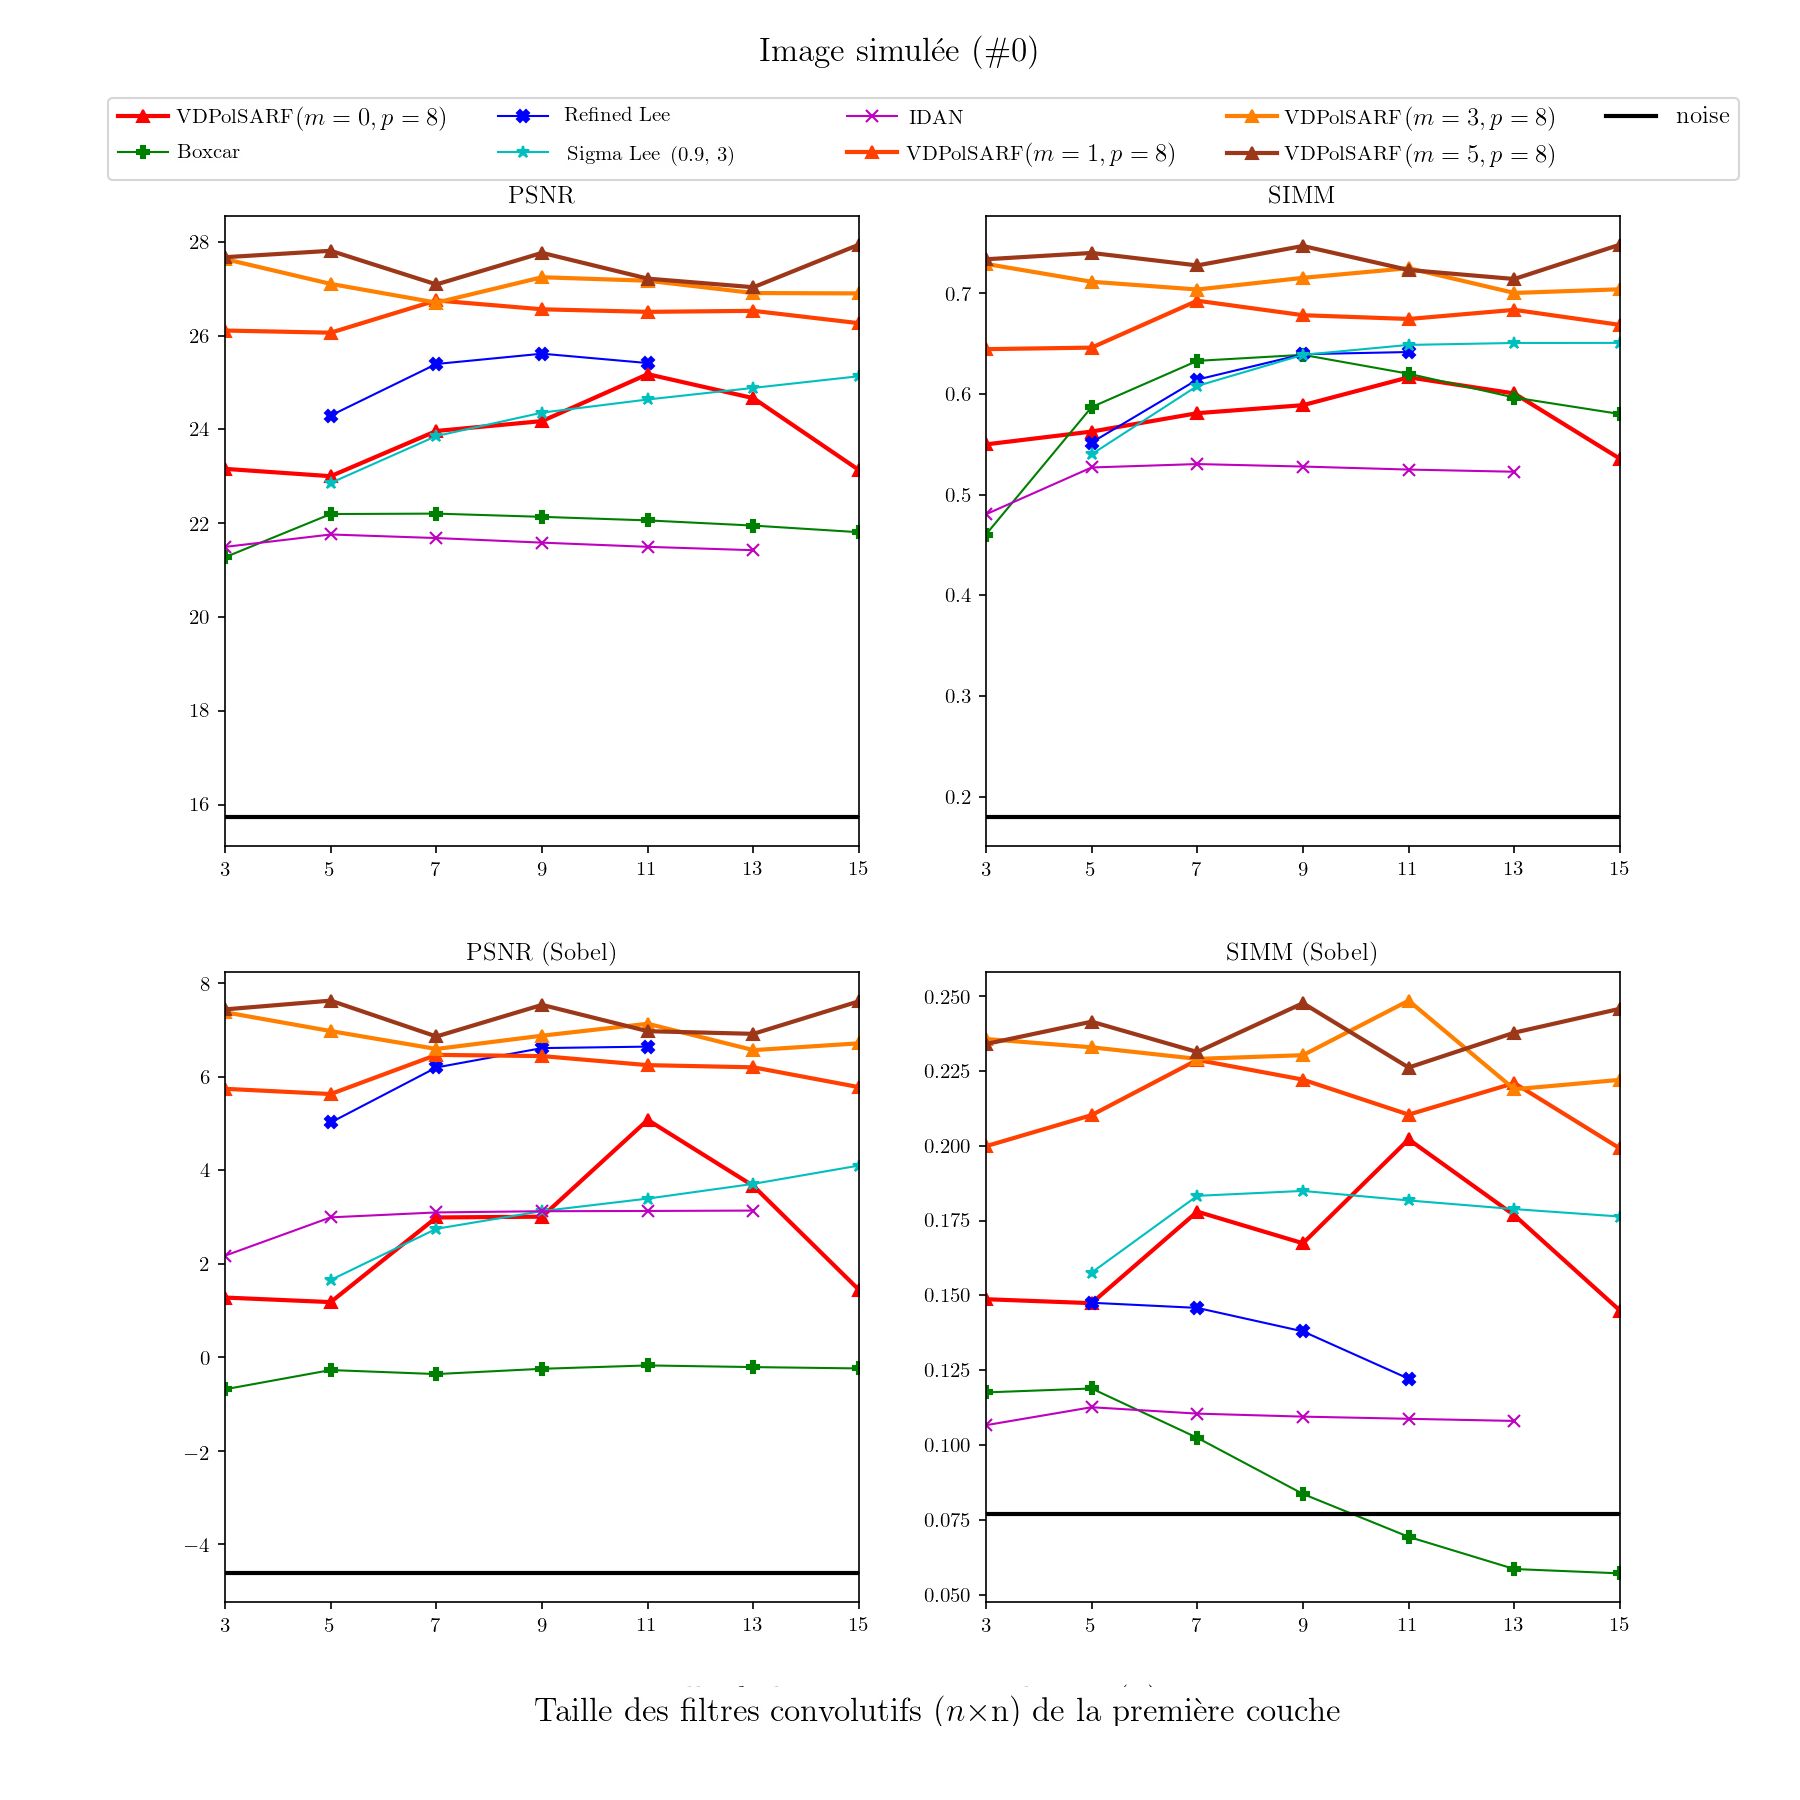 Image simulée (#0)
VDPolSARF(m = 0, p = 8)
Boxcar
Refined Lee
Sigma Lee (0.9, 3)
IDAN
VDPolSARF(m = 1, p = 8)
VDPolSARF(m = 3, p = 8)
VDPolSARF(m = 5, p = 8)
noise
PSNR
28
26
24
22
20
18
16
3 5 7 9 11 13 15
SIMM
0.7
0.6
0.5
0.4
0.3
0.2
3 5 7 9 11 13 15
PSNR (Sobel)
8
6
4
2
0
−2
−4
3 5 7 9 11 13 15
SIMM (Sobel)
0.250
0.225
0.200
0.175
0.150
0.125
0.100
0.075
0.050
3 5 7 9 11 13 15
Taille des filtres convolutifs (n×n) de la première couche